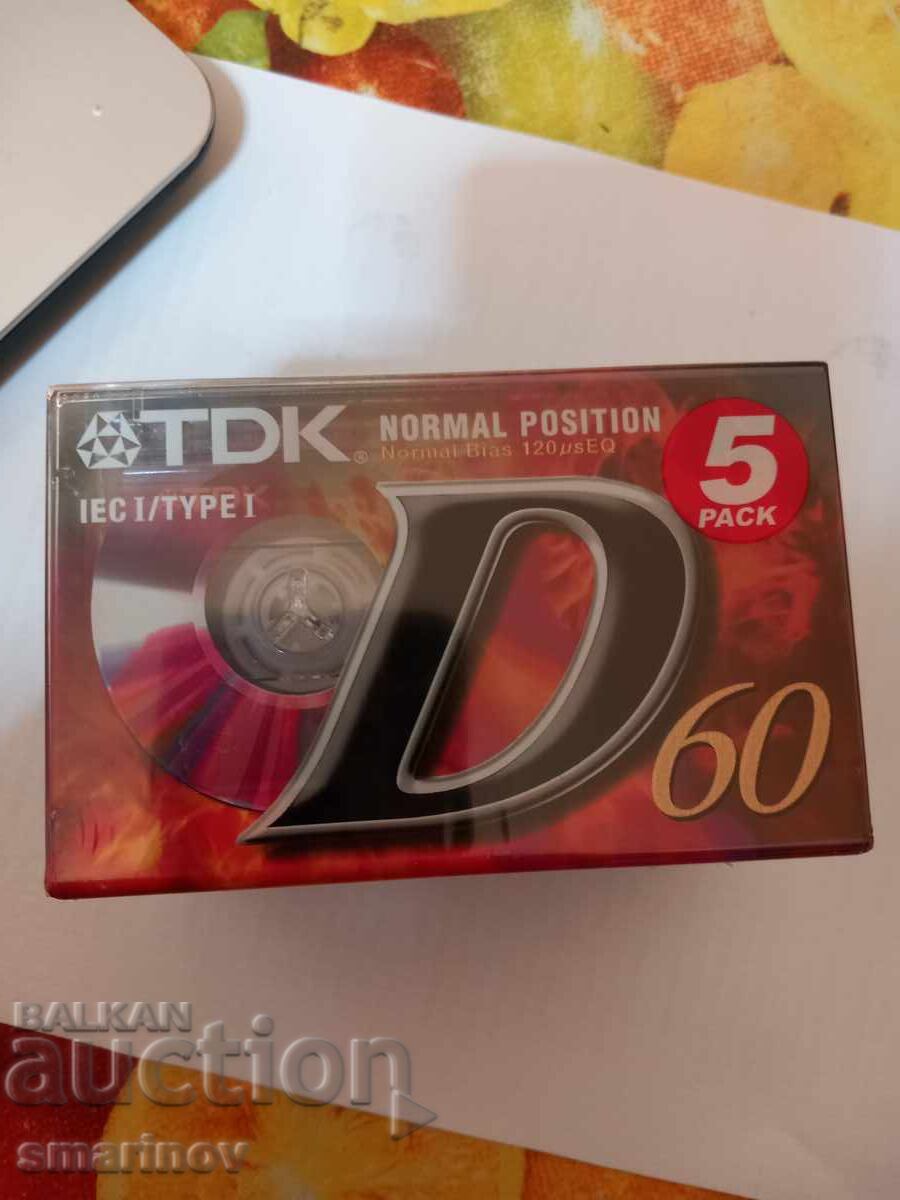 TDK®
NORMAL POSITION
Normal Bias 120µsEQ
5
PACK
IEC I/TYPE I
D
60
BALKAN
auction
smarinov